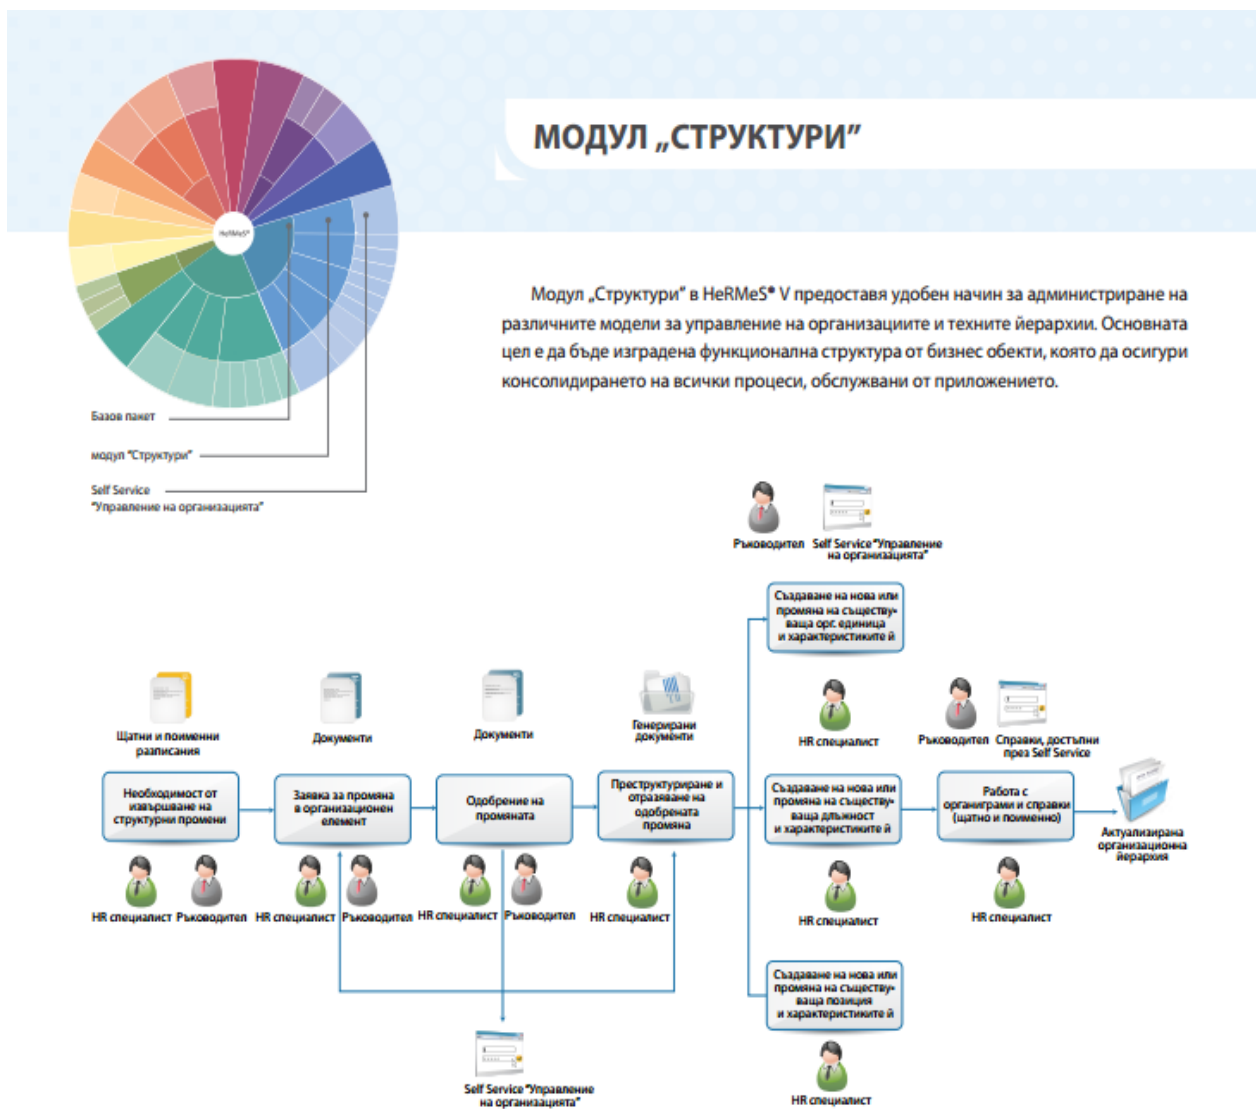 МОДУЛ „СТРУКТУРИ”
HeRMeS®
Модул „Структури” в HeRMeS® V предоставя удобен начин за администриране на
различните модели за управление на организациите и техните йерархии. Основната
цел е да бъде изградена функционална структура от бизнес обекти, която да осигури
консолидирането на всички процеси, обслужвани от приложението.
Базов пакет
модул “Структури”
Self Service
“Управление на организацията”
Ръководител
Self Service “Управление
на организацията”
Създаване на нова или
промяна на съществу-
ваща орг. единица
и характеристиките ѝ
HR специалист
Щатни и поименни
разписания
Документи
Документи
Генерирани
документи
Ръководител
Справки, достъпни
през Self Service
Необходимост от
извършване на
структурни промени
Заявка за промяна
в организационен
елемент
Одобрение на
промяната
Преструктуриране и
отразяване на
одобрената
промяна
Създаване на нова или
промяна на съществу-
ваща длъжност
и характеристиките ѝ
Работа с
органиграми и справки
(щатно и поименно)
Актуализирана
организационна
йерархия
HR специалист
Ръководител
HR специалист
Ръководител
HR специалист
Ръководител
HR специалист
HR специалист
HR специалист
Създаване на нова или
промяна на съществу-
ваща позиция
и характеристиките ѝ
HR специалист
Self Service “Управление
на организацията”